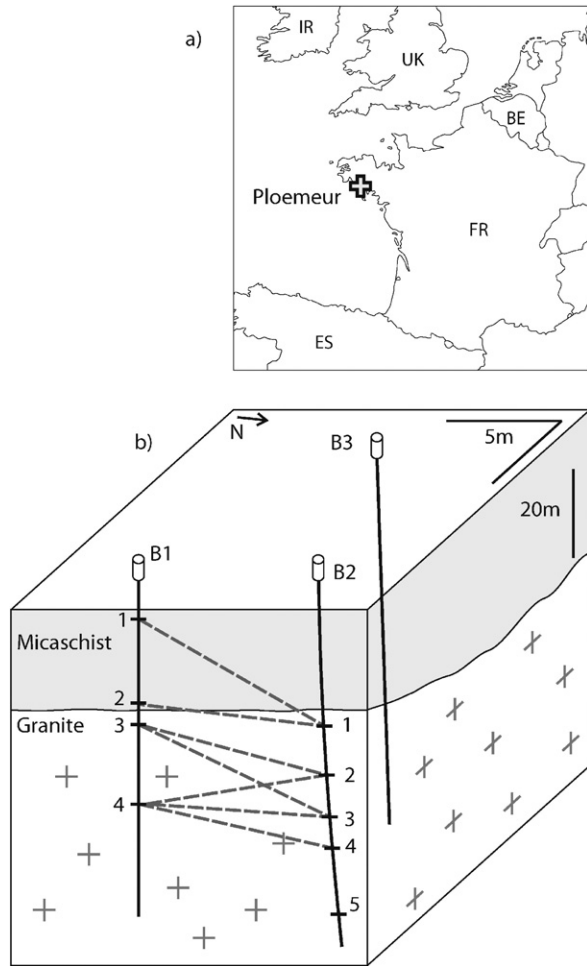 a)
IR
UK
BE
Ploemeur
FR
ES
b)
N
5m
B3
20m
B1
B2
1
Micaschist
2
Granite
3
1
2
4
3
4
5